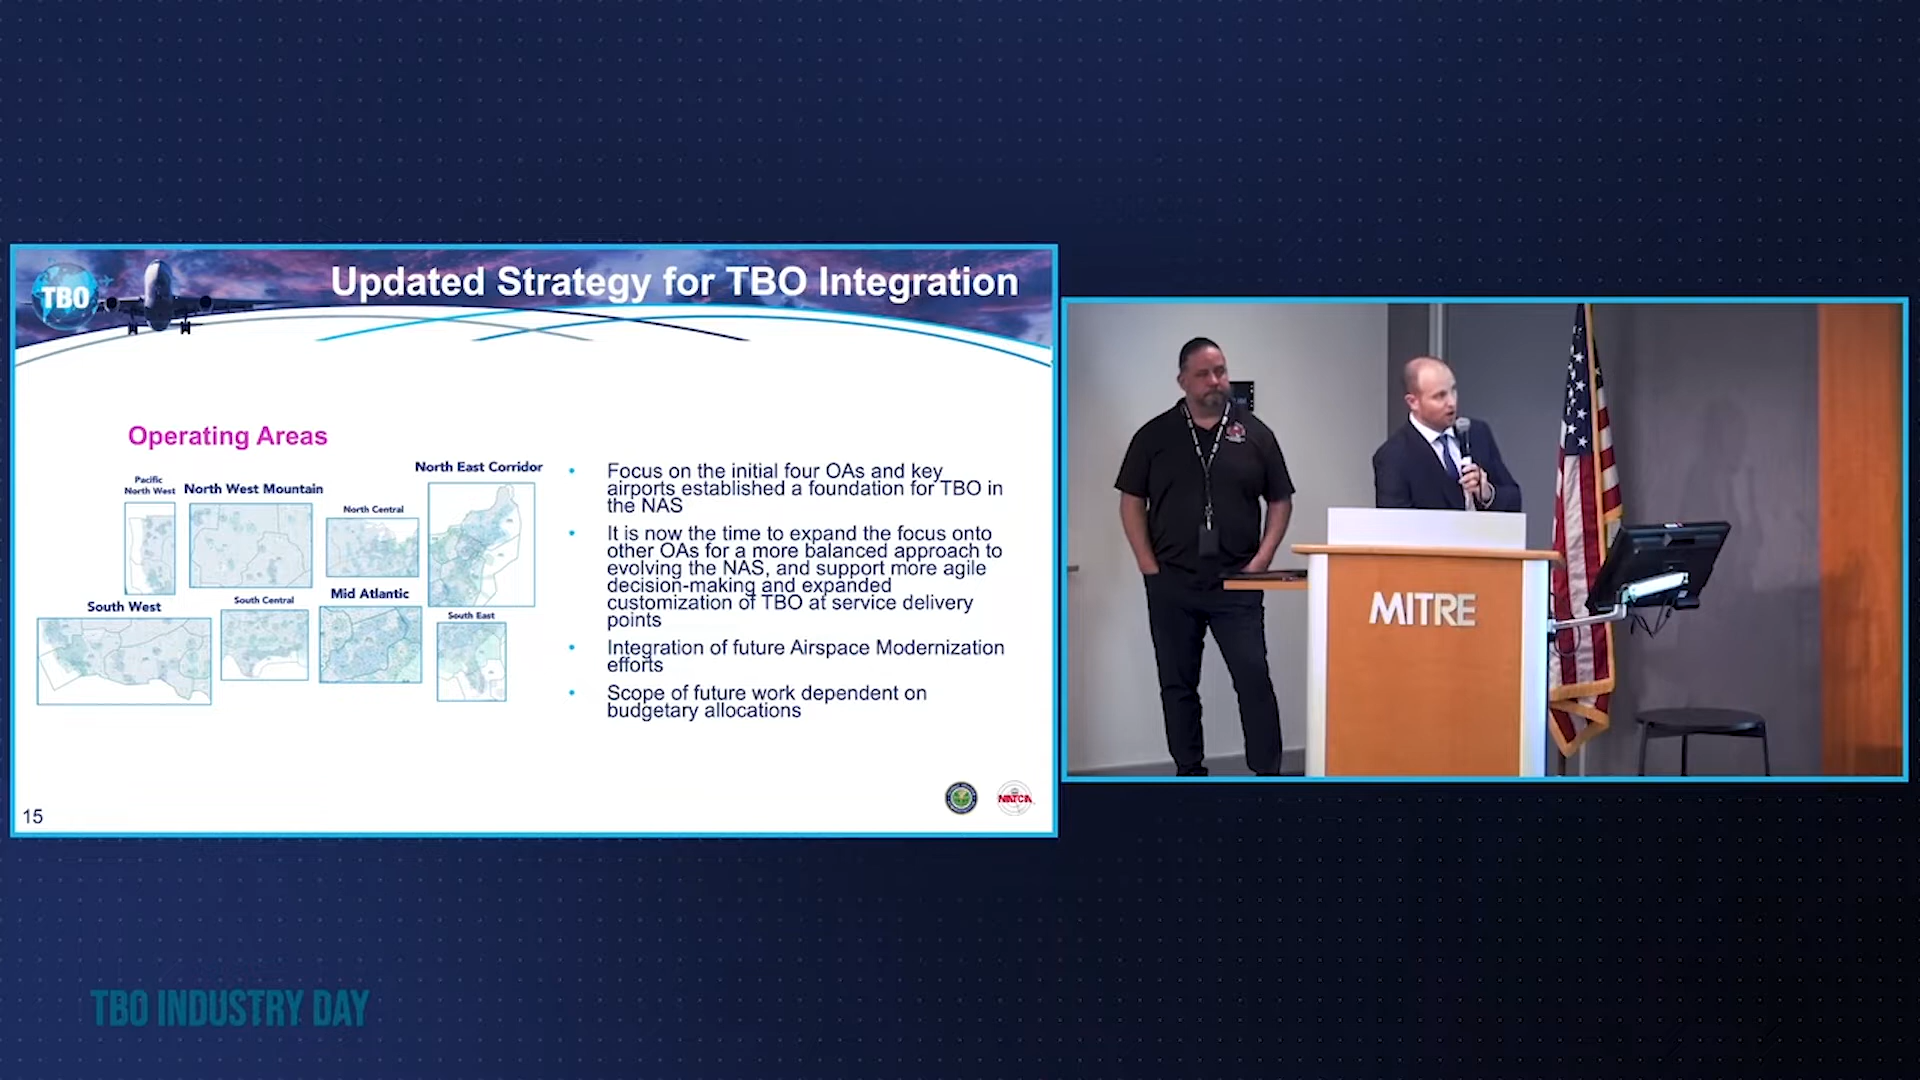 TBO
Updated Strategy for TBO Integration
Operating Areas
Pacific
North West
North West Mountain
North Central
North East Corridor
South West
South Central
Mid Atlantic
South East
• Focus on the initial four OAs and key
airports established a foundation for TBO in
the NAS
• It is now the time to expand the focus onto
other OAs for a more balanced approach to
evolving the NAS, and support more agile
decision-making and expanded
customization of TBO at service delivery
points
• Integration of future Airspace Modernization
efforts
• Scope of future work dependent on
budgetary allocations
NATCA
15
MITRE
TBO INDUSTRY DAY